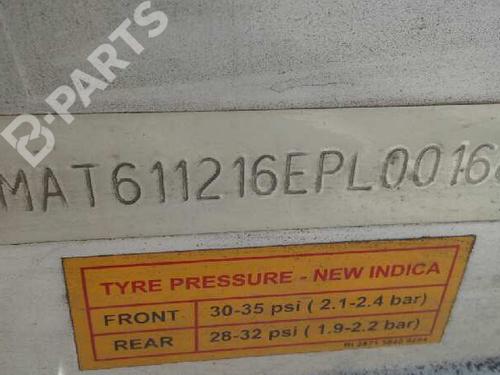 B-PARTS
MAT611216EPL00168
TYRE PRESSURE - NEW INDICA
FRONT 30-35 psi ( 2.1-2.4 bar)
REAR 28-32 psi ( 1.9-2.2 bar)